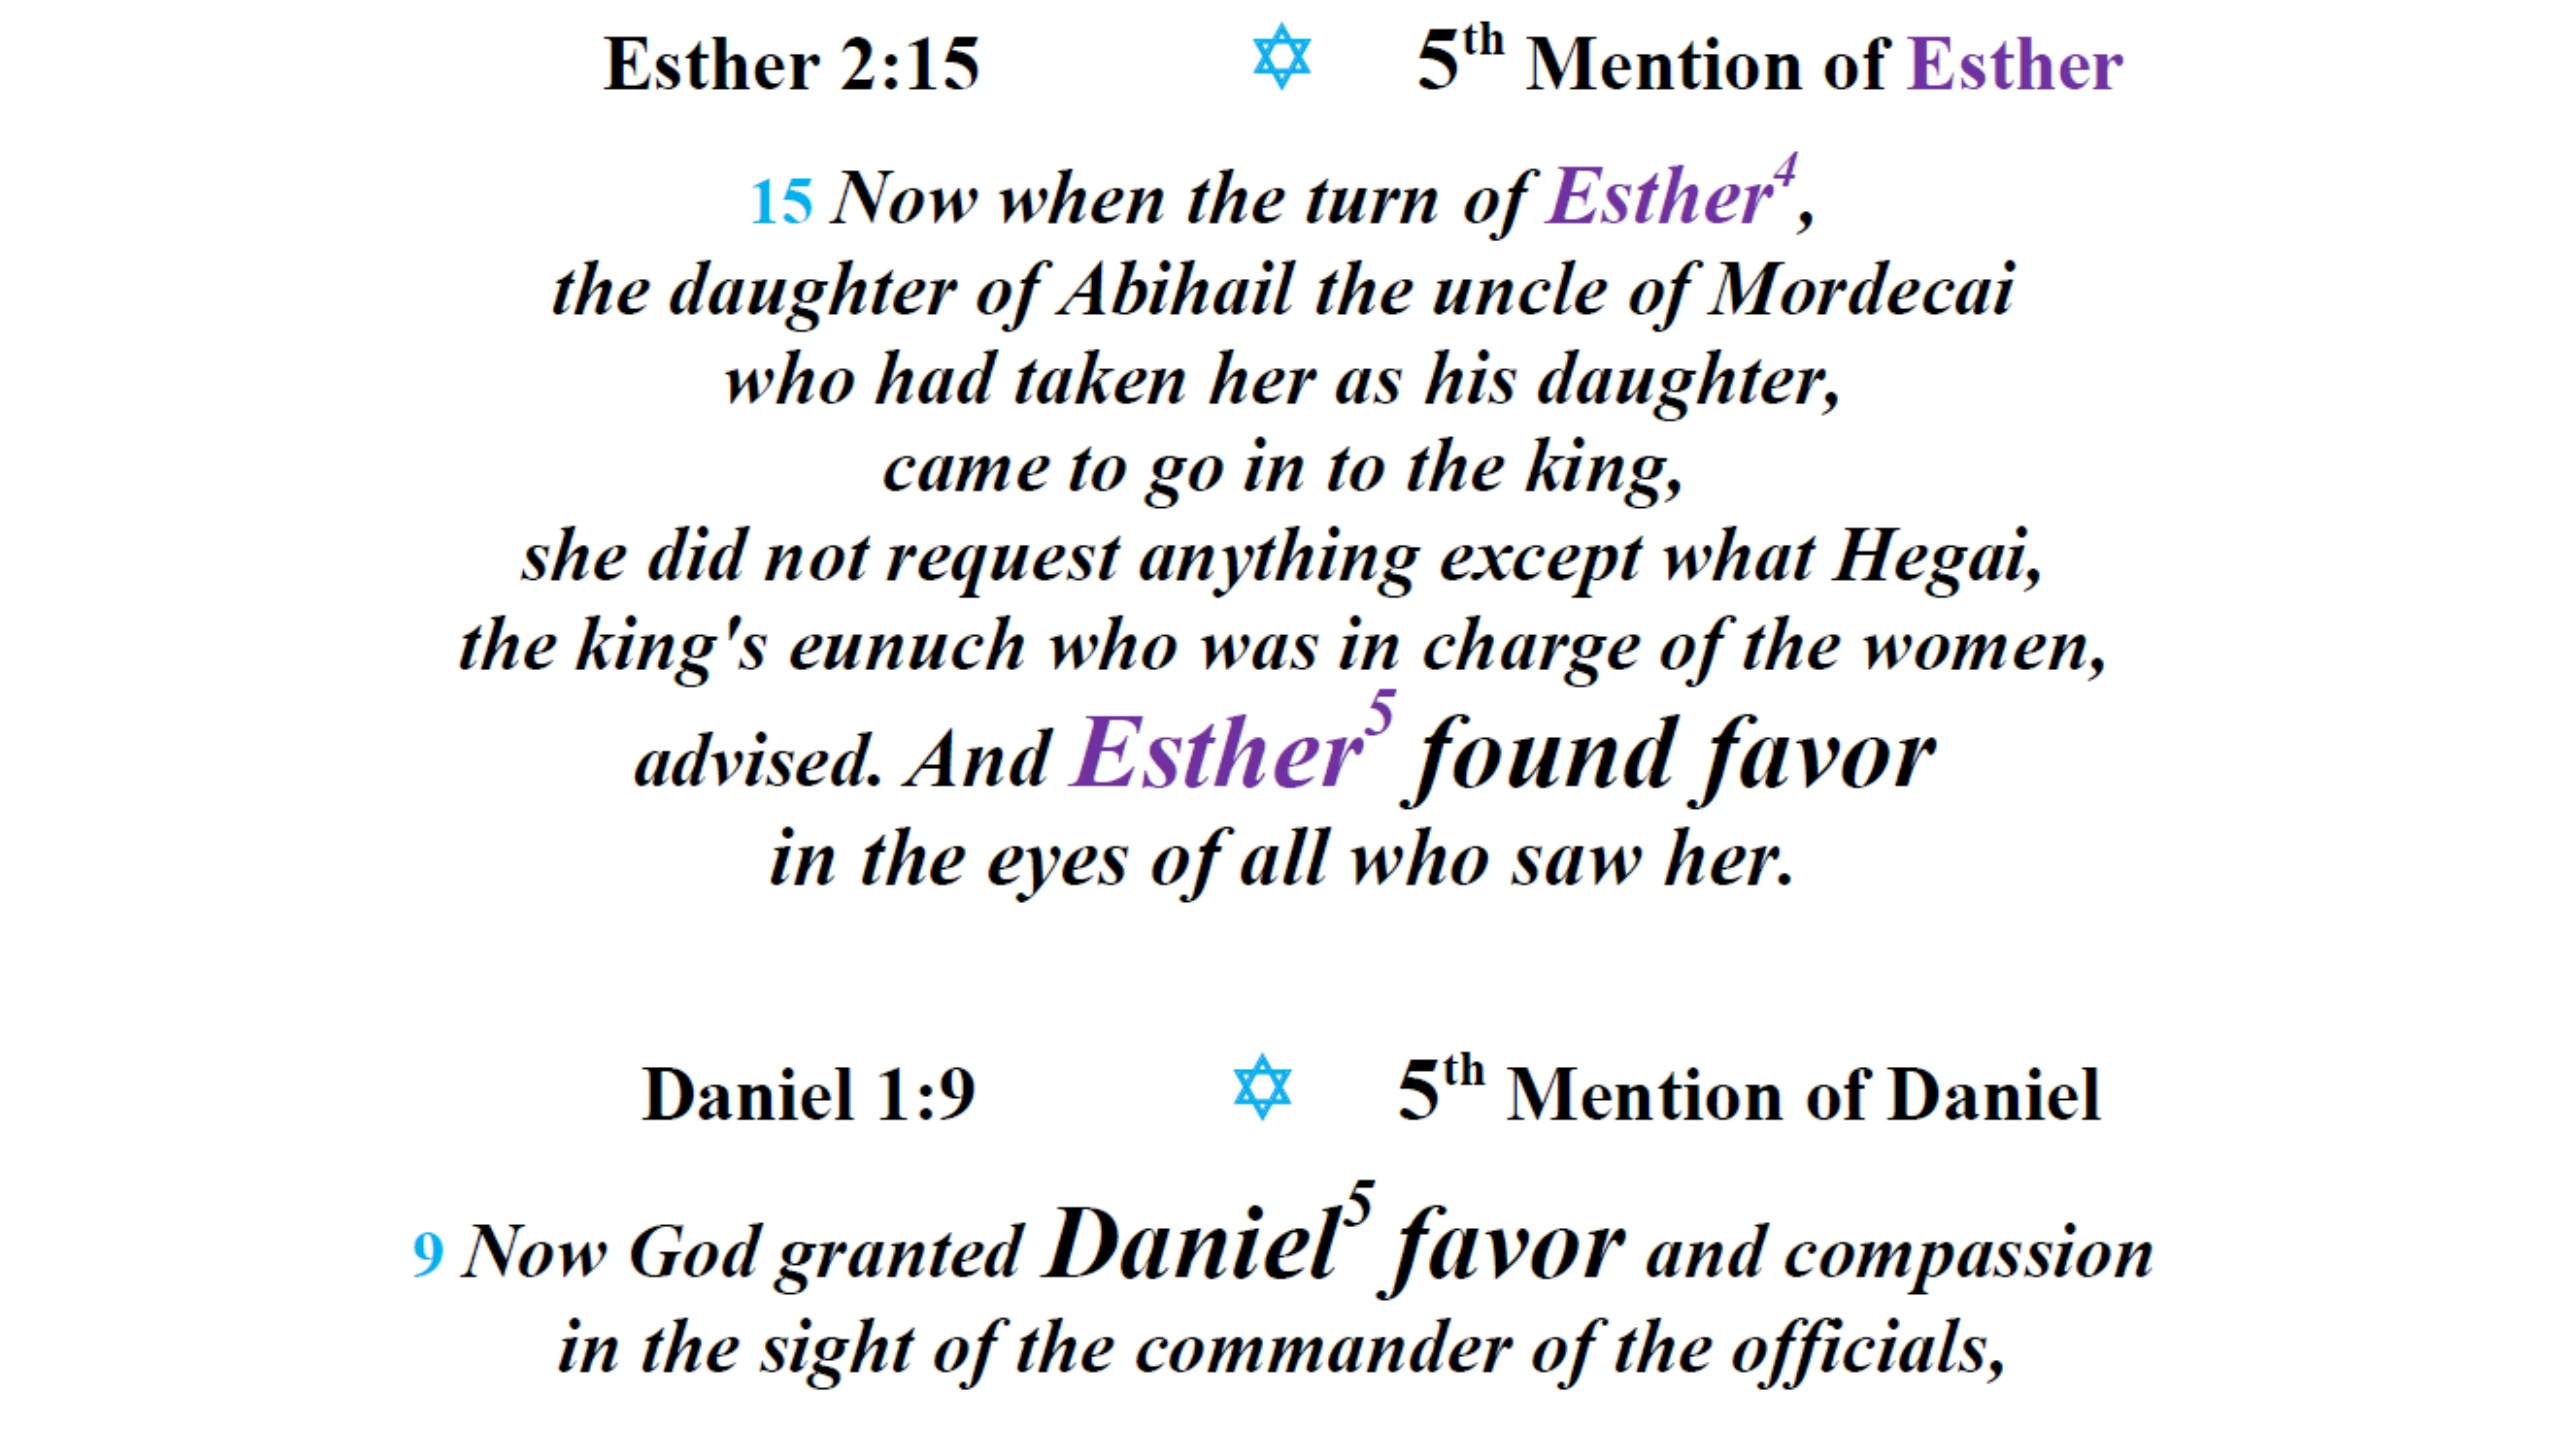 Esther 2:15 ✡ 5th Mention of Esther
15 Now when the turn of Esther4,
the daughter of Abihail the uncle of Mordecai
who had taken her as his daughter,
came to go in to the king,
she did not request anything except what Hegai,
the king's eunuch who was in charge of the women,
advised. And Esther5 found favor
in the eyes of all who saw her.
Daniel 1:9 ✡ 5th Mention of Daniel
9 Now God granted Daniel5 favor and compassion
in the sight of the commander of the officials,